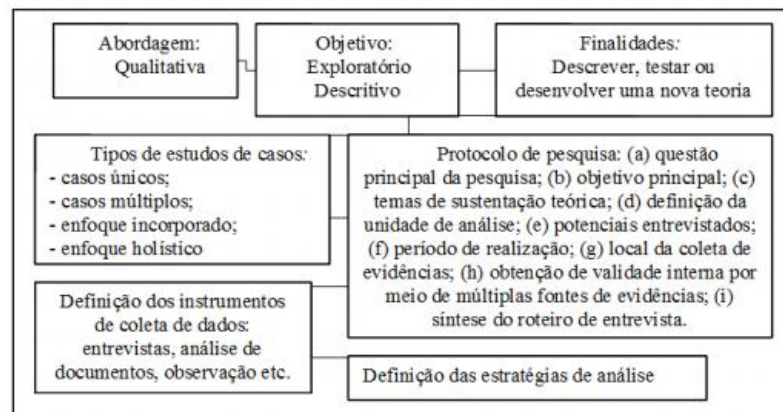 Abordagem:
Qualitativa
Objetivo:
Exploratório
Descritivo
Finalidades:
Descrever, testar ou
desenvolver uma nova teoria
Tipos de estudos de casos:
- casos únicos;
- casos múltiplos;
- enfoque incorporado;
- enfoque holístico
Protocolo de pesquisa: (a) questão
principal da pesquisa; (b) objetivo principal; (c)
temas de sustentação teórica; (d) definição da
unidade de análise; (e) potenciais entrevistados;
(f) período de realização; (g) local da coleta de
evidências; (h) obtenção de validade interna por
meio de múltiplas fontes de evidências; (i)
síntese do roteiro de entrevista.
Definição dos instrumentos
de coleta de dados:
entrevistas, análise de
documentos, observação etc.
Definição das estratégias de análise